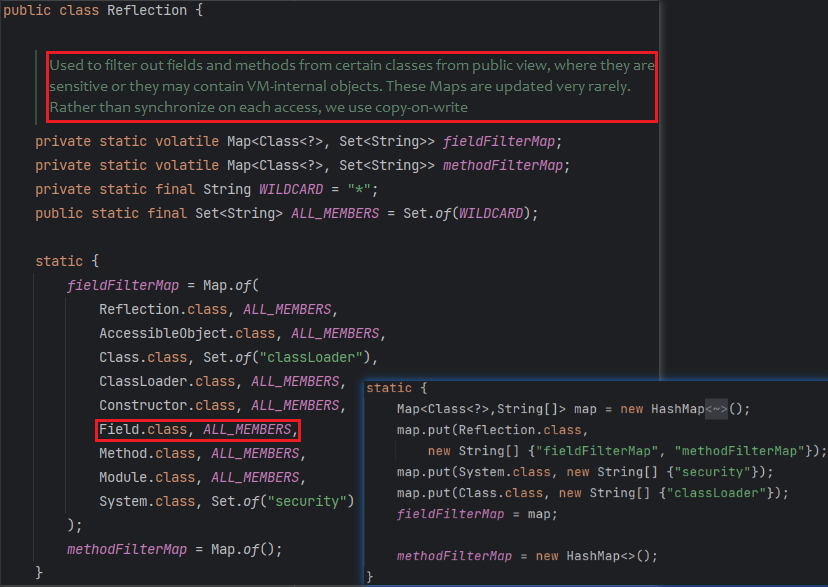 public class Reflection {
Used to filter out fields and methods from certain classes from public view, where they are
sensitive or they may contain VM-internal objects. These Maps are updated very rarely.
Rather than synchronize on each access, we use copy-on-write
private static volatile Map<Class<?>, Set<String>> fieldFilterMap;
private static volatile Map<Class<?>, Set<String>> methodFilterMap;
private static final String WILDCARD = "*";
public static final Set<String> ALL_MEMBERS = Set.of(WILDCARD);
static {
fieldFilterMap = Map.of(
Reflection.class, ALL_MEMBERS,
AccessibleObject.class, ALL_MEMBERS,
Class.class, Set.of("classLoader"),
ClassLoader.class, ALL_MEMBERS,
Constructor.class, ALL_MEMBERS,
Field.class, ALL_MEMBERS,
Method.class, ALL_MEMBERS,
Module.class, ALL_MEMBERS,
System.class, Set.of("security")
);
methodFilterMap = Map.of();
}
static {
Map<Class<?>,String[]> map = new HashMap<~>();
map.put(Reflection.class,
new String[] {"fieldFilterMap", "methodFilterMap"});
map.put(System.class, new String[] {"security"});
map.put(Class.class, new String[] {"classLoader"});
fieldFilterMap = map;
methodFilterMap = new HashMap<>();
}